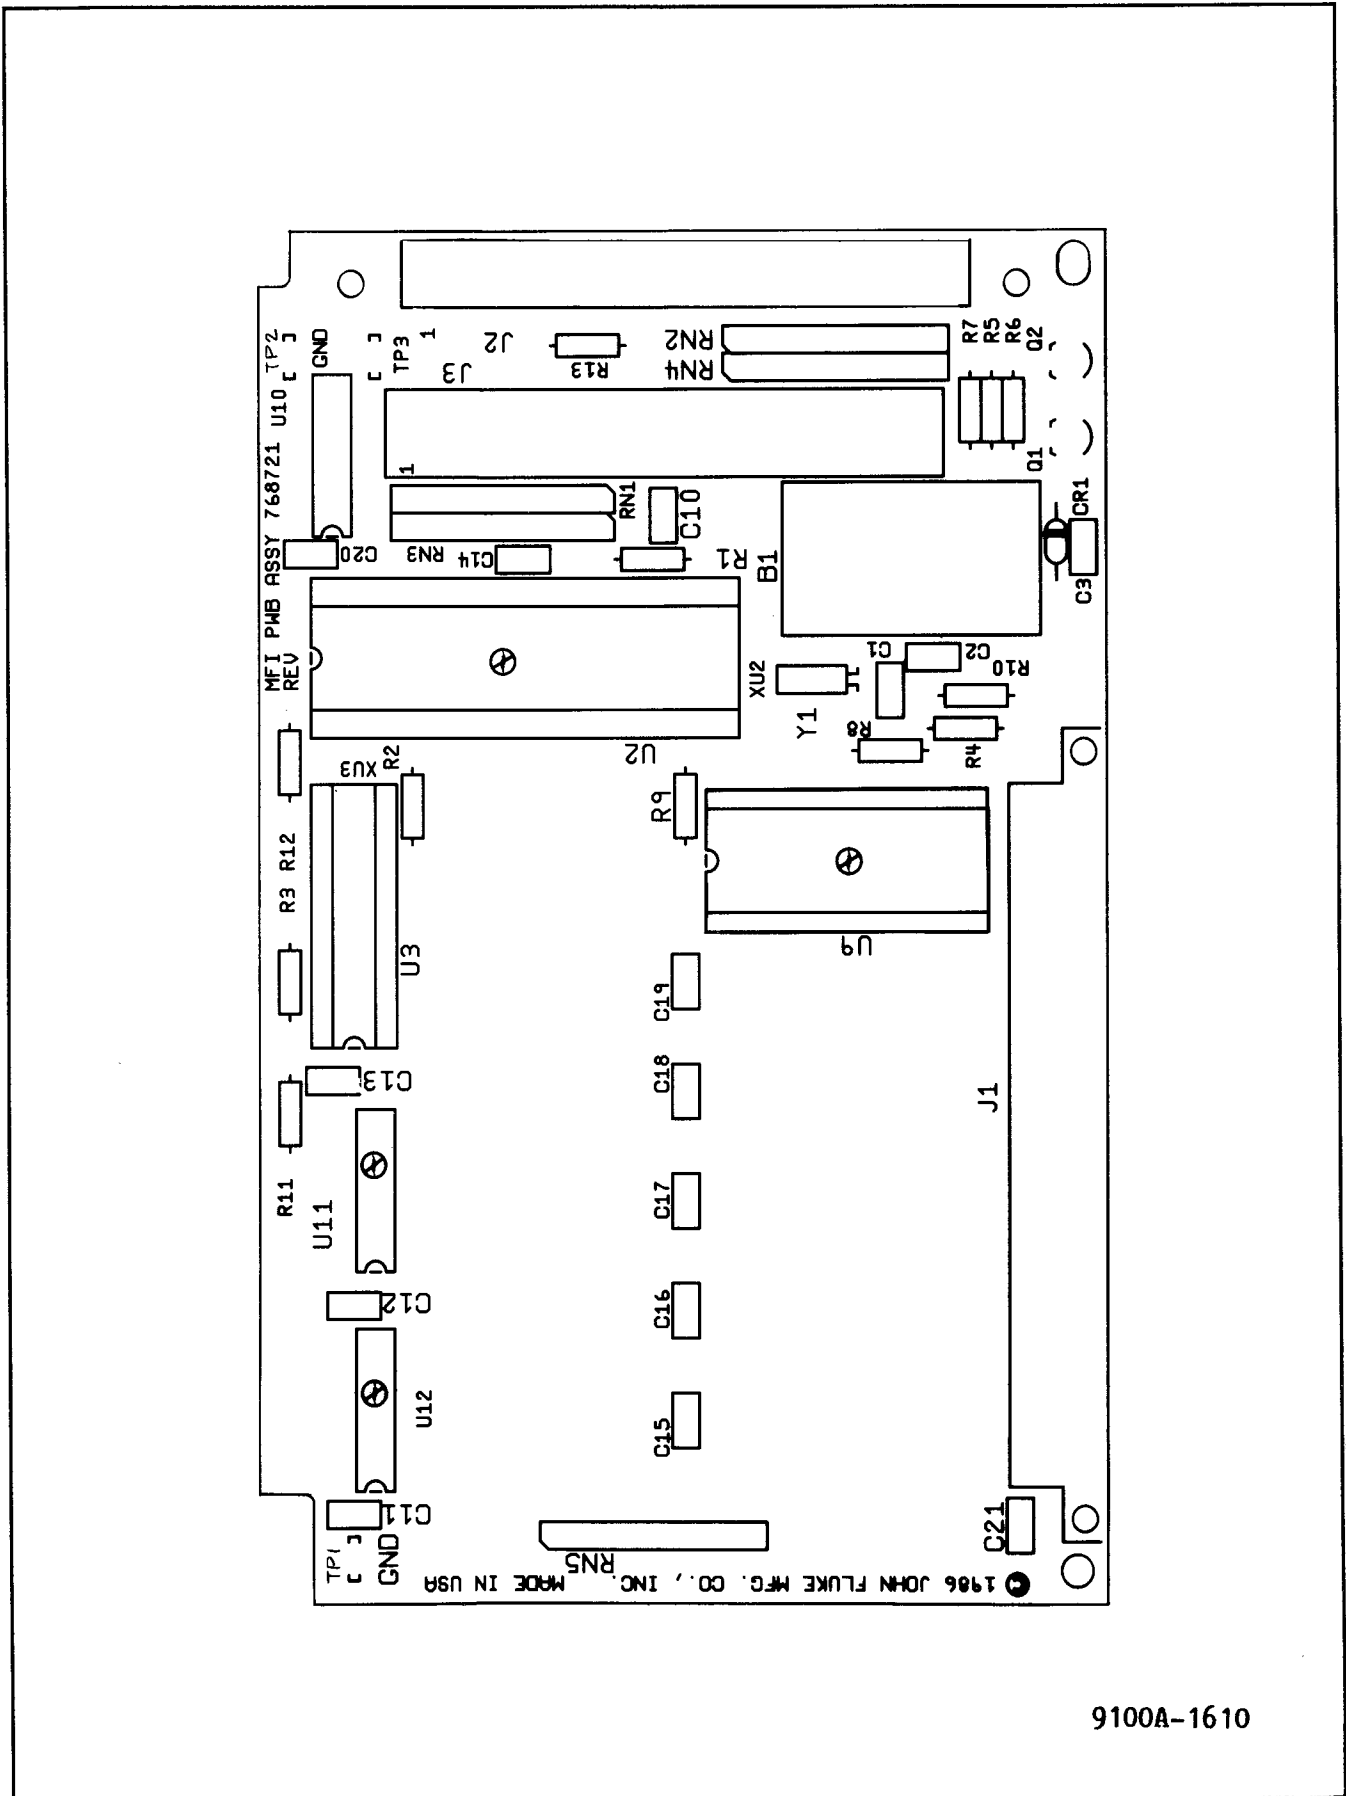 TP2
GND
TP3
1
J2
R13
RN2
RN4
R7
R5
R6
Q2
U10
J3
1
Q1
RN1
C10
CR1
MFI PWB ASSY 768721
REV
C20
RN3
C14
R1
B1
C3
XU2
C1
C2
R10
Y1
R8
R4
U2
XU3
R2
R9
R12
R3
U3
U9
C19
C18
C13
J1
R11
U11
C17
C12
C16
U12
C15
C11
C21
TP1
GND
RN5
© 1986 JOHN FLUKE MFG. CO., INC. MADE IN USA
9100A-1610